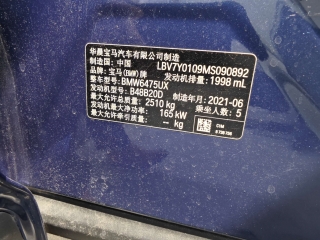 华晨宝马汽车有限公司制造
制造国：中国 LBV7Y0109MS090892
品牌：宝马(BMW)牌 发动机排量：1998 mL
整车型号：BMW6475UX
发动机型号：B48B20D 制造年月：2021-06
最大允许总质量：2510 kg 乘坐人数：5
发动机最大净功率：165 kW
最大允许牵引质量：-- kg
CHN